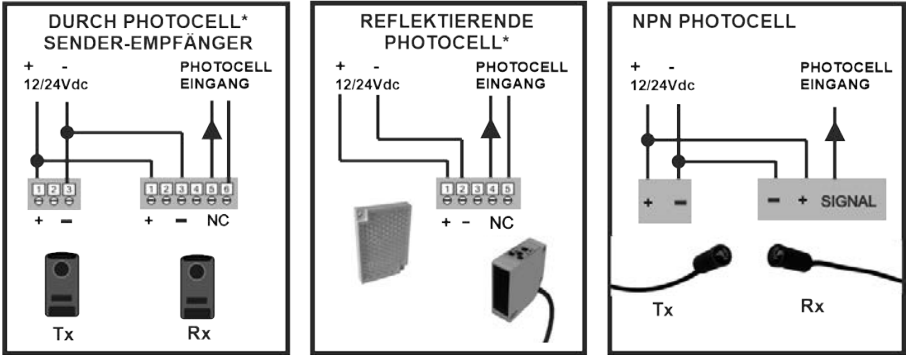 DURCH PHOTOCELL*
SENDER-EMPFÄNGER
+ -
12/24Vdc
PHOTOCELL
EINGANG
1 2 3
+ −
1 2 3 4 5 6
+ − NC
Tx
Rx
REFLEKTIERENDE
PHOTOCELL*
+ -
12/24Vdc
PHOTOCELL
EINGANG
1 2 3 4 5
+ − NC
NPN PHOTOCELL
+ -
12/24Vdc
PHOTOCELL
EINGANG
+ −
− + SIGNAL
Tx
Rx